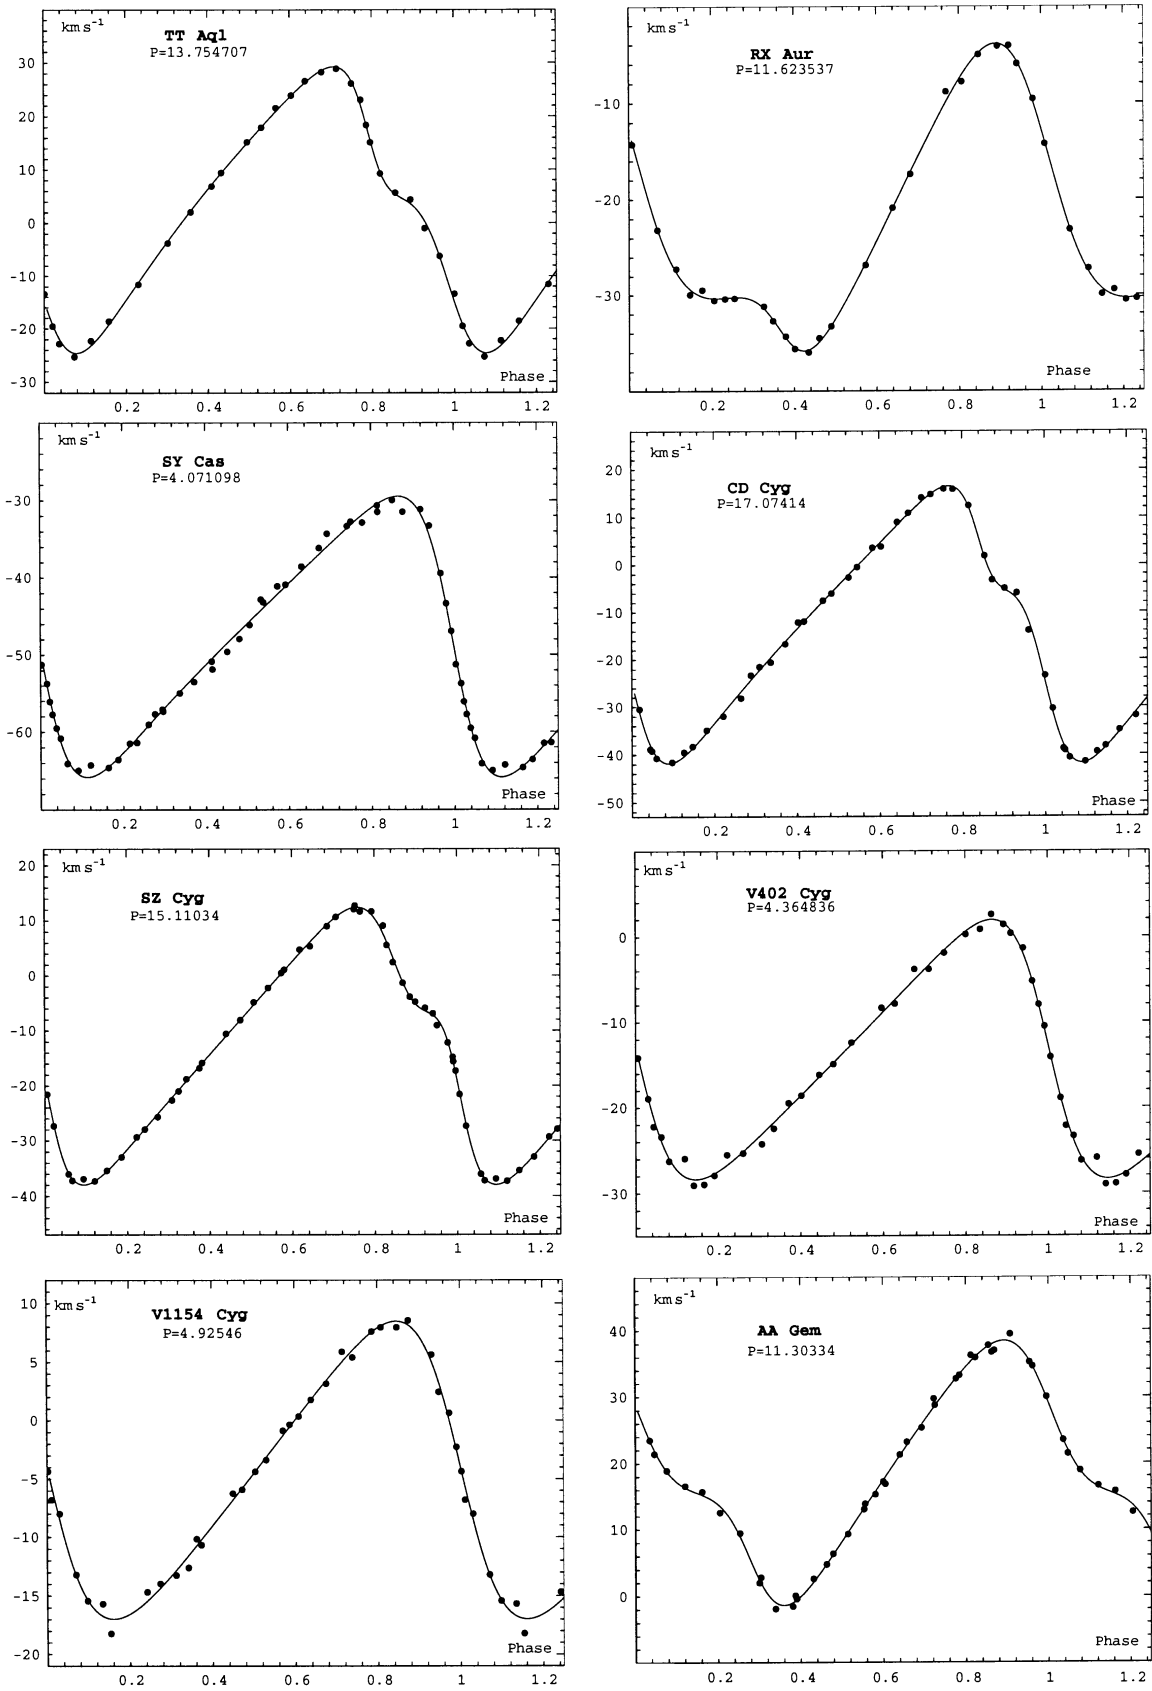 km s⁻¹
TT Aql
P=13.754707
30
20
10
0
-10
-20
-30
Phase
0.2 0.4 0.6 0.8 1 1.2
km s⁻¹
RX Aur
P=11.623537
-10
-20
-30
Phase
0.2 0.4 0.6 0.8 1 1.2
km s⁻¹
SY Cas
P=4.071098
-30
-40
-50
-60
Phase
0.2 0.4 0.6 0.8 1 1.2
km s⁻¹
CD Cyg
P=17.07414
20
10
0
-10
-20
-30
-40
-50
Phase
0.2 0.4 0.6 0.8 1 1.2
20
km s⁻¹
SZ Cyg
P=15.11034
10
0
-10
-20
-30
-40
Phase
0.2 0.4 0.6 0.8 1 1.2
km s⁻¹
V402 Cyg
P=4.364836
0
-10
-20
-30
Phase
0.2 0.4 0.6 0.8 1 1.2
10
km s⁻¹
V1154 Cyg
P=4.92546
5
0
-5
-10
-15
-20
Phase
0.2 0.4 0.6 0.8 1 1.2
km s⁻¹
AA Gem
P=11.30334
40
30
20
10
0
Phase
0.2 0.4 0.6 0.8 1 1.2